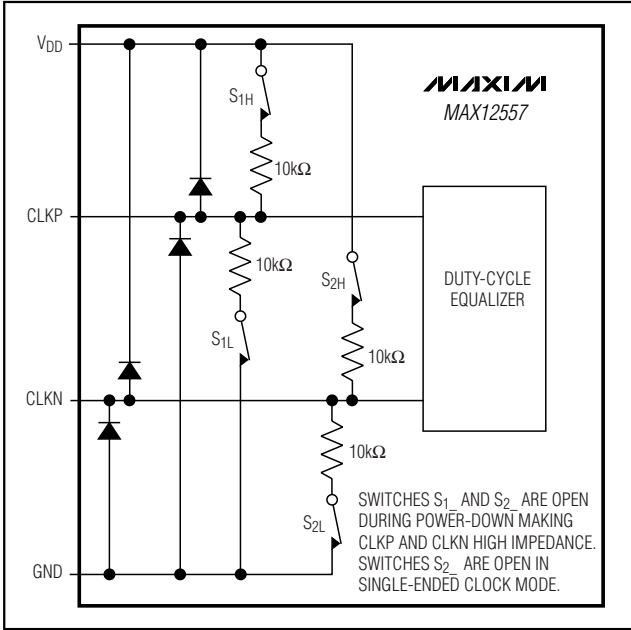 V_DD
MAXIM
MAX12557
S_1H
10kΩ
CLKP
10kΩ
S_2H
DUTY-CYCLE
EQUALIZER
S_1L
10kΩ
CLKN
10kΩ
SWITCHES S_1_ AND S_2_ ARE OPEN
DURING POWER-DOWN MAKING
CLKP AND CLKN HIGH IMPEDANCE.
SWITCHES S_2_ ARE OPEN IN
SINGLE-ENDED CLOCK MODE.
S_2L
GND